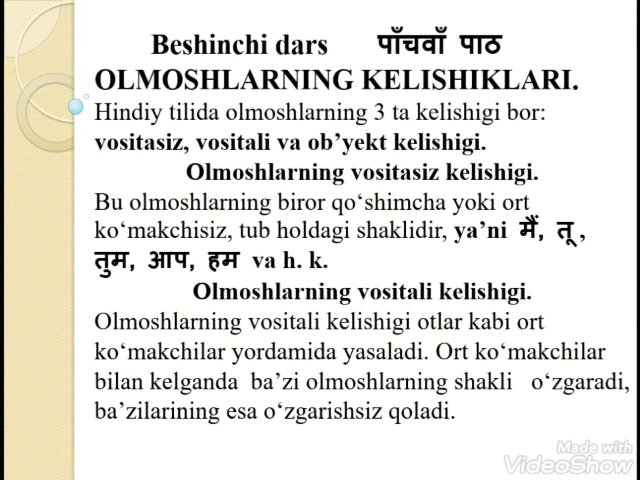 Beshinchi dars पाँचवाँ पाठ
OLMOSHLARNING KELISHIKLARI.
Hindiy tilida olmoshlarning 3 ta kelishigi bor:
vositasiz, vositali va ob’yekt kelishigi.
Olmoshlarning vositasiz kelishigi.
Bu olmoshlarning biror qo‘shimcha yoki ort
ko‘makchisiz, tub holdagi shaklidir, ya’ni मैं, तू ,
तुम, आप, हम va h. k.
Olmoshlarning vositali kelishigi.
Olmoshlarning vositali kelishigi otlar kabi ort
ko‘makchilar yordamida yasaladi. Ort ko‘makchilar
bilan kelganda ba’zi olmoshlarning shakli o‘zgaradi,
ba’zilarining esa o‘zgarishsiz qoladi.
Made with
VideoShow